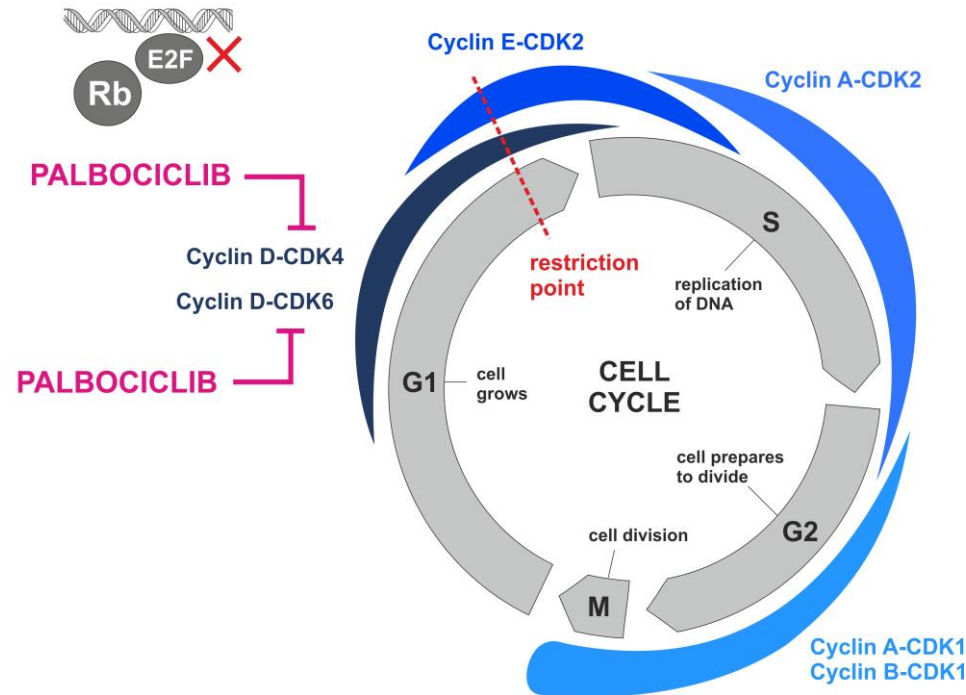 E2F
Rb
Cyclin E-CDK2
Cyclin A-CDK2
PALBOCICLIB
Cyclin D-CDK4
Cyclin D-CDK6
PALBOCICLIB
restriction
point
S
replication
of DNA
G1
cell
grows
CELL
CYCLE
cell prepares
to divide
G2
cell division
M
Cyclin A-CDK1
Cyclin B-CDK1